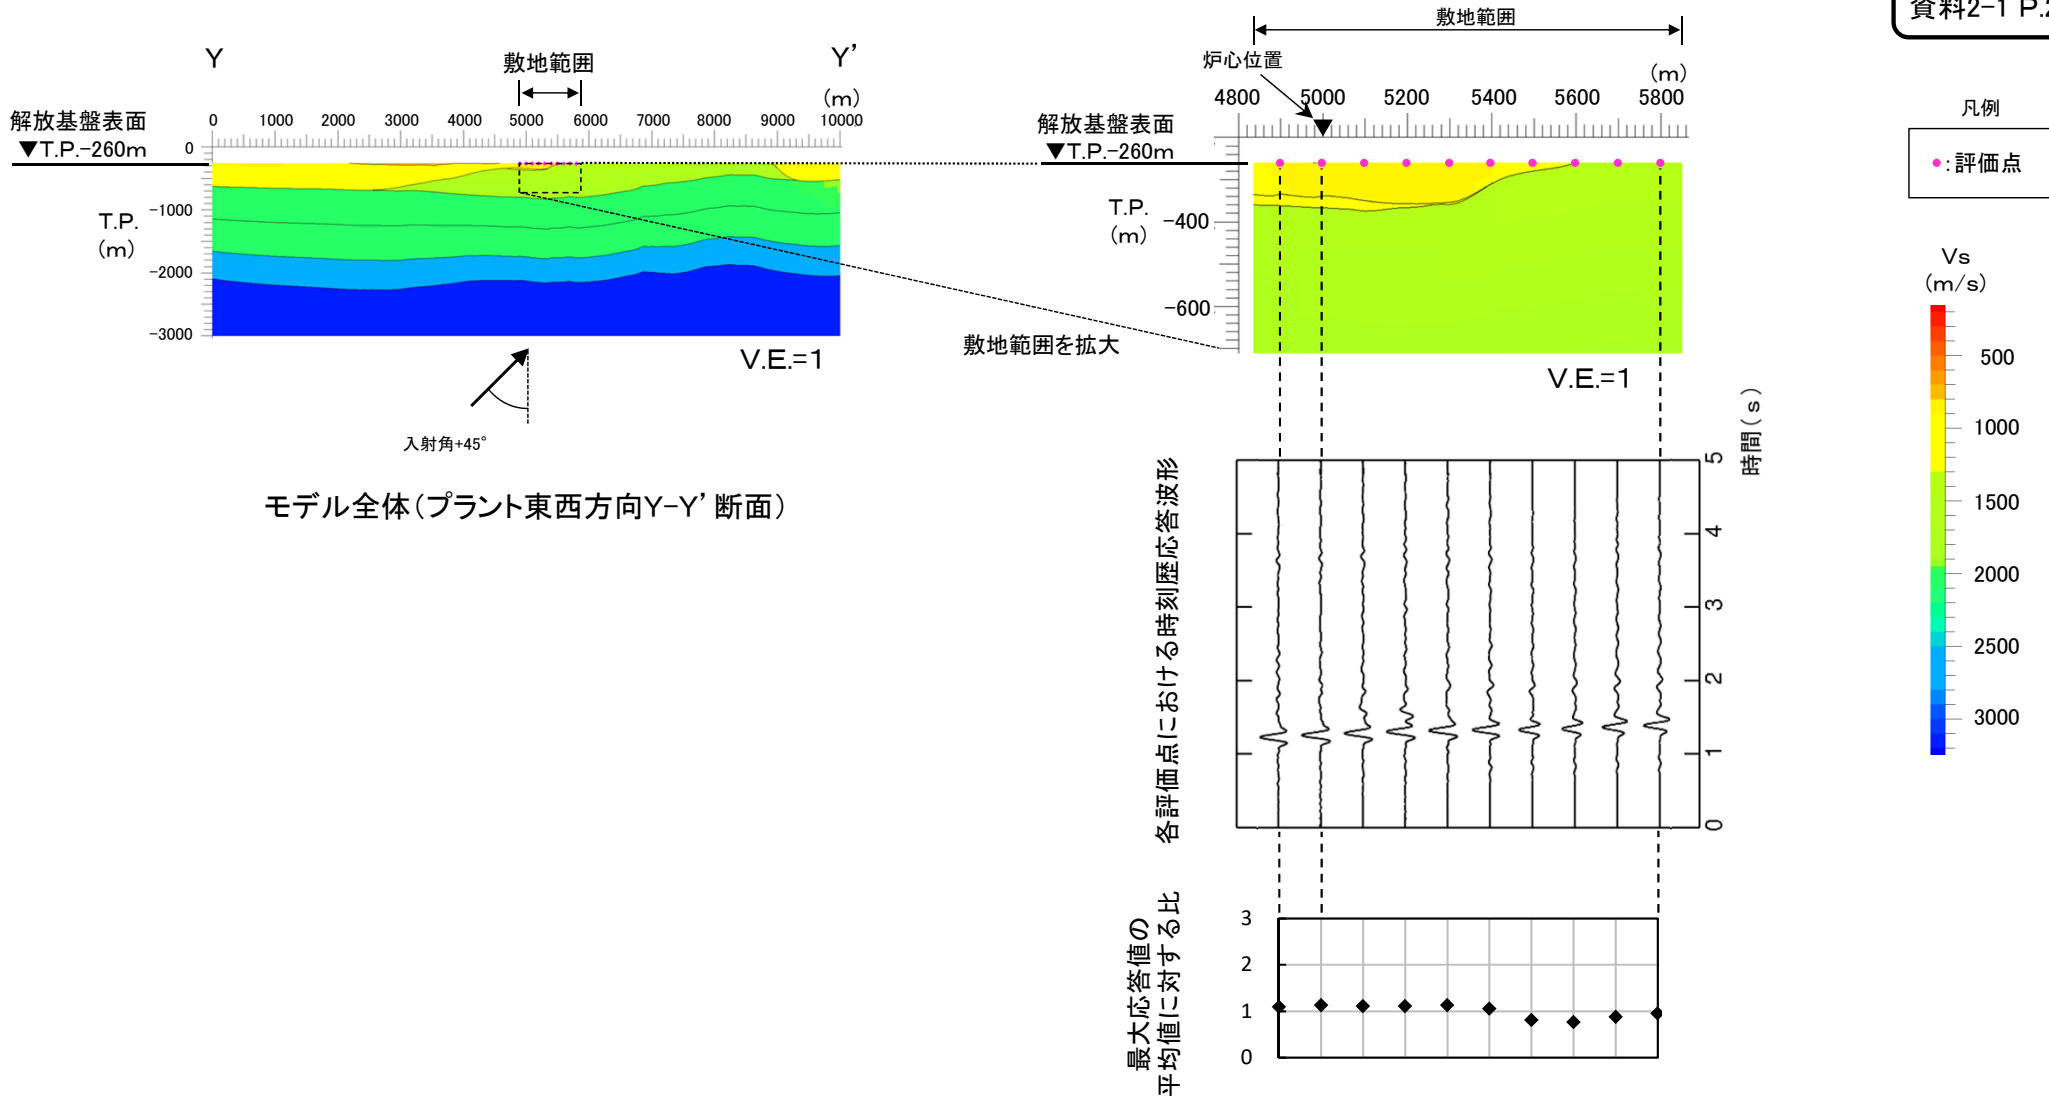 資料2-1 P.2
Y
敷地範囲
Y’
(m)
解放基盤表面
▼T.P.-260m
0 1000 2000 3000 4000 5000 6000 7000 8000 9000 10000
0
-1000
-2000
-3000
T.P.
(m)
V.E.=1
入射角+45°
モデル全体(プラント東西方向Y-Y’断面)
敷地範囲
炉心位置
(m)
4800 5000 5200 5400 5600 5800
解放基盤表面
▼T.P.-260m
T.P.
(m)
-400
-600
敷地範囲を拡大
V.E.=1
凡例
●:評価点
Vs
(m/s)
500
1000
1500
2000
2500
3000
各評価点における時刻歴応答波形
時間(s)
5
4
3
2
1
0
最大応答値の
平均値に対する比
3
2
1
0